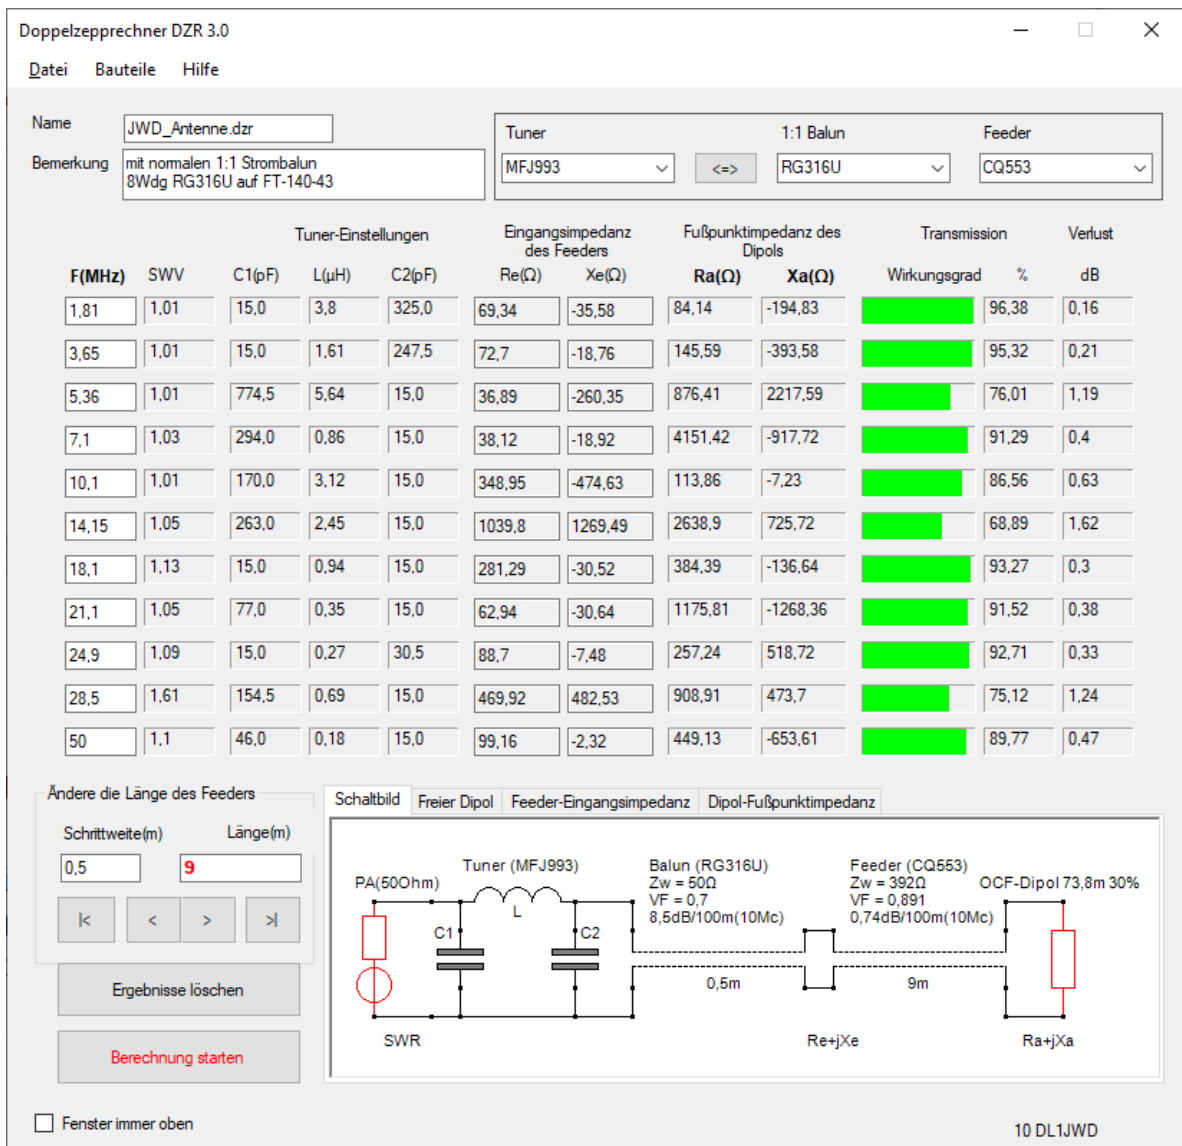 Doppelzepprechner DZR 3.0
Datei Bauteile Hilfe
Name JWD_Antenne.dzr
Bemerkung mit normalen 1:1 Strombalun
8Wdg RG316U auf FT-140-43
Tuner 1:1 Balun Feeder
MFJ993 <=> RG316U CQ553
Tuner-Einstellungen Eingangsimpedanz des Feeders Fußpunktimpedanz des Dipols Transmission Verlust
F(MHz) SWV C1(pF) L(µH) C2(pF) Re(Ω) Xe(Ω) Ra(Ω) Xa(Ω) Wirkungsgrad % dB
1,81 1,01 15,0 3,8 325,0 69,34 -35,58 84,14 -194,83 96,38 0,16
3,65 1,01 15,0 1,61 247,5 72,7 -18,76 145,59 -393,58 95,32 0,21
5,36 1,01 774,5 5,64 15,0 36,89 -260,35 876,41 2217,59 76,01 1,19
7,1 1,03 294,0 0,86 15,0 38,12 -18,92 4151,42 -917,72 91,29 0,4
10,1 1,01 170,0 3,12 15,0 348,95 -474,63 113,86 -7,23 86,56 0,63
14,15 1,05 263,0 2,45 15,0 1039,8 1269,49 2638,9 725,72 68,89 1,62
18,1 1,13 15,0 0,94 15,0 281,29 -30,52 384,39 -136,64 93,27 0,3
21,1 1,05 77,0 0,35 15,0 62,94 -30,64 1175,81 -1268,36 91,52 0,38
24,9 1,09 15,0 0,27 30,5 88,7 -7,48 257,24 518,72 92,71 0,33
28,5 1,61 154,5 0,69 15,0 469,92 482,53 908,91 473,7 75,12 1,24
50 1,1 46,0 0,18 15,0 99,16 -2,32 449,13 -653,61 89,77 0,47
Ändere die Länge des Feeders
Schrittweite(m) Länge(m)
0,5 9
|< < > >|
Ergebnisse löschen
Berechnung starten
Schaltbild Freier Dipol Feeder-Eingangsimpedanz Dipol-Fußpunktimpedanz
Tuner (MFJ993) Balun (RG316U) Feeder (CQ553)
PA(50Ohm) Zw = 50Ω Zw = 392Ω OCF-Dipol 73,8m 30%
VF = 0,7 VF = 0,891
L 8,5dB/100m(10Mc) 0,74dB/100m(10Mc)
C1 C2
0,5m 9m
SWR Re+jXe Ra+jXa
Fenster immer oben
10 DL1JWD